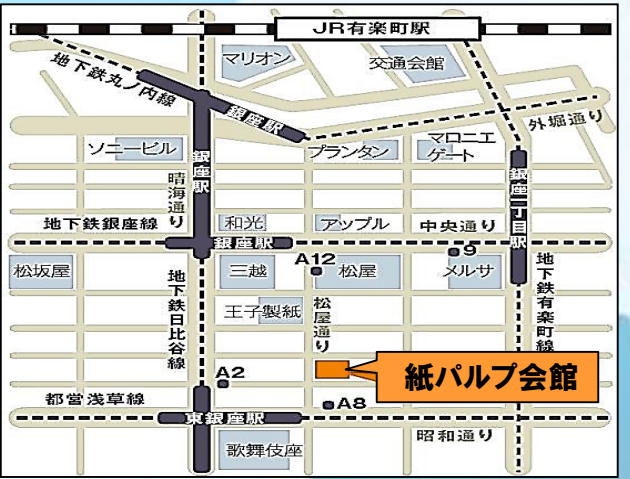 JR有楽町駅
マリオン
交通会館
地下鉄丸ノ内線
銀座駅
外堀通り
ソニービル
プランタン
マロニエ
ゲート
銀座駅
晴海通り
銀座一丁目駅
地下鉄銀座線
和光
アップル
中央通り
銀座駅
A12
9
松坂屋
三越
松屋
メルサ
地下鉄日比谷線
王子製紙
松屋通り
地下鉄有楽町線
紙パルプ会館
A2
A8
都営浅草線
東銀座駅
昭和通り
歌舞伎座